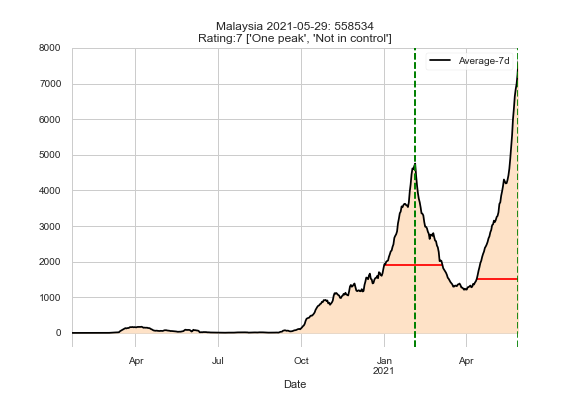 Malaysia 2021-05-29: 558534
Rating:7 ['One peak', 'Not in control']
Average-7d
8000
7000
6000
5000
4000
3000
2000
1000
0
Apr
Jul
Oct
Jan
2021
Apr
Date